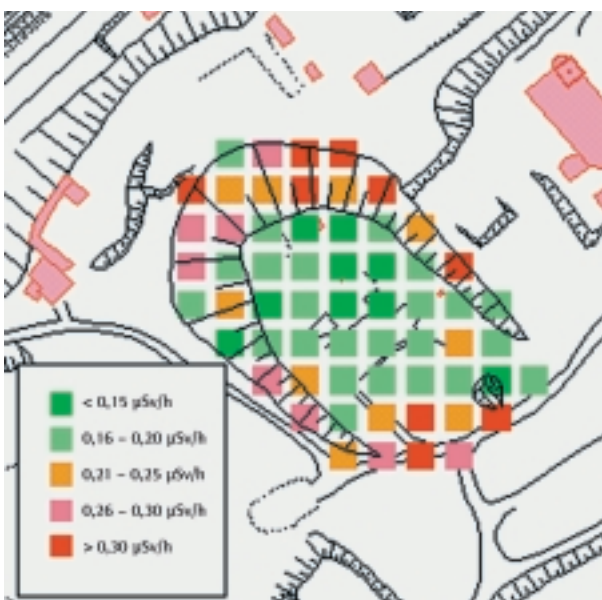 < 0,15 µSv/h
0,16 – 0,20 µSv/h
0,21 – 0,25 µSv/h
0,26 – 0,30 µSv/h
> 0,30 µSv/h